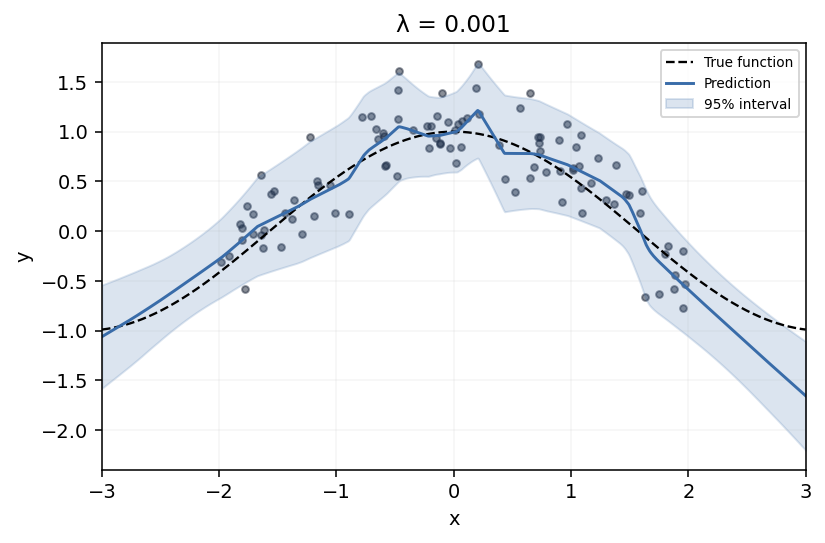 λ = 0.001
True function
Prediction
95% interval
y
1.5
1.0
0.5
0.0
−0.5
−1.0
−1.5
−2.0
−3
−2
−1
0
1
2
3
x